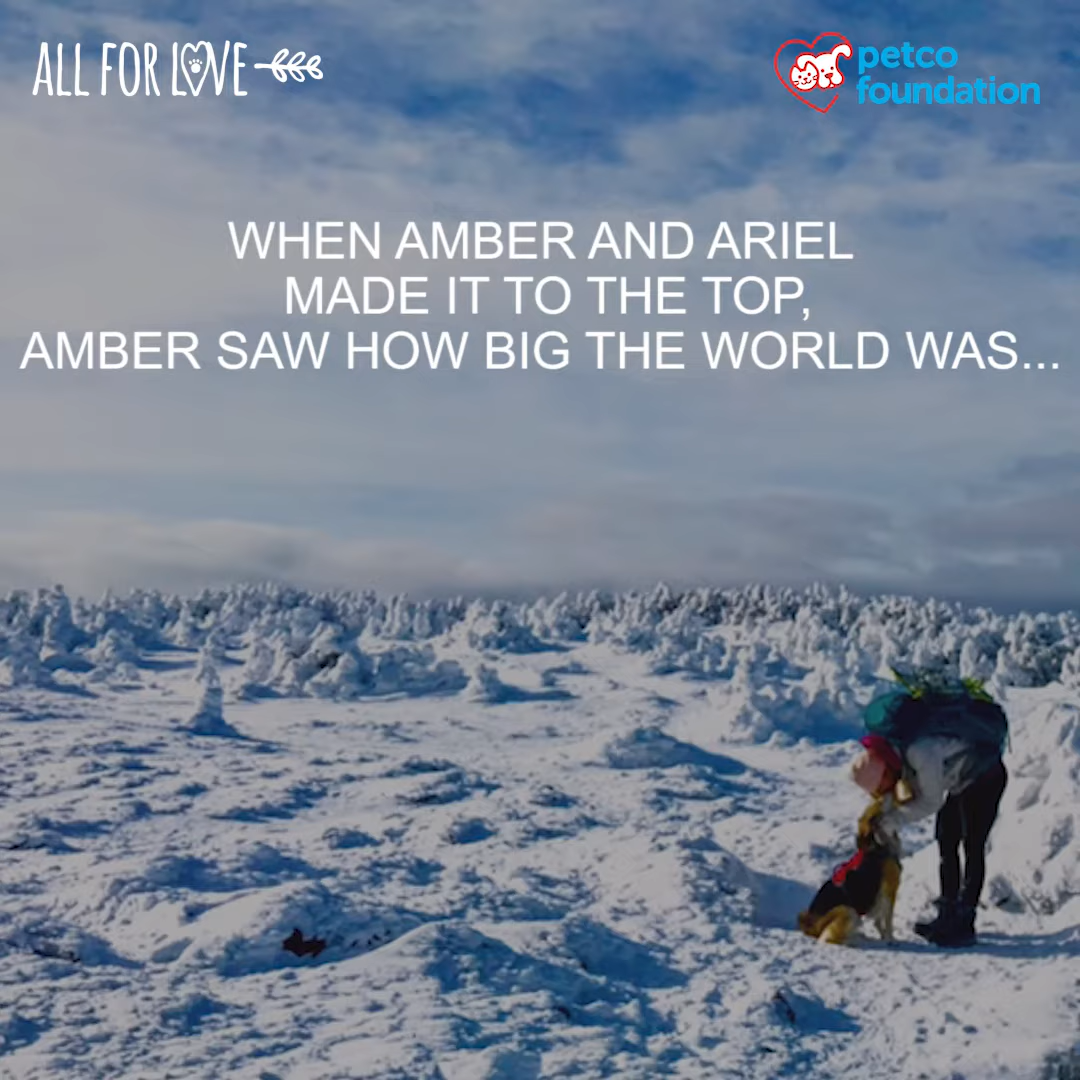 ALL FOR LOVE
petco
foundation
WHEN AMBER AND ARIEL
MADE IT TO THE TOP,
AMBER SAW HOW BIG THE WORLD WAS...